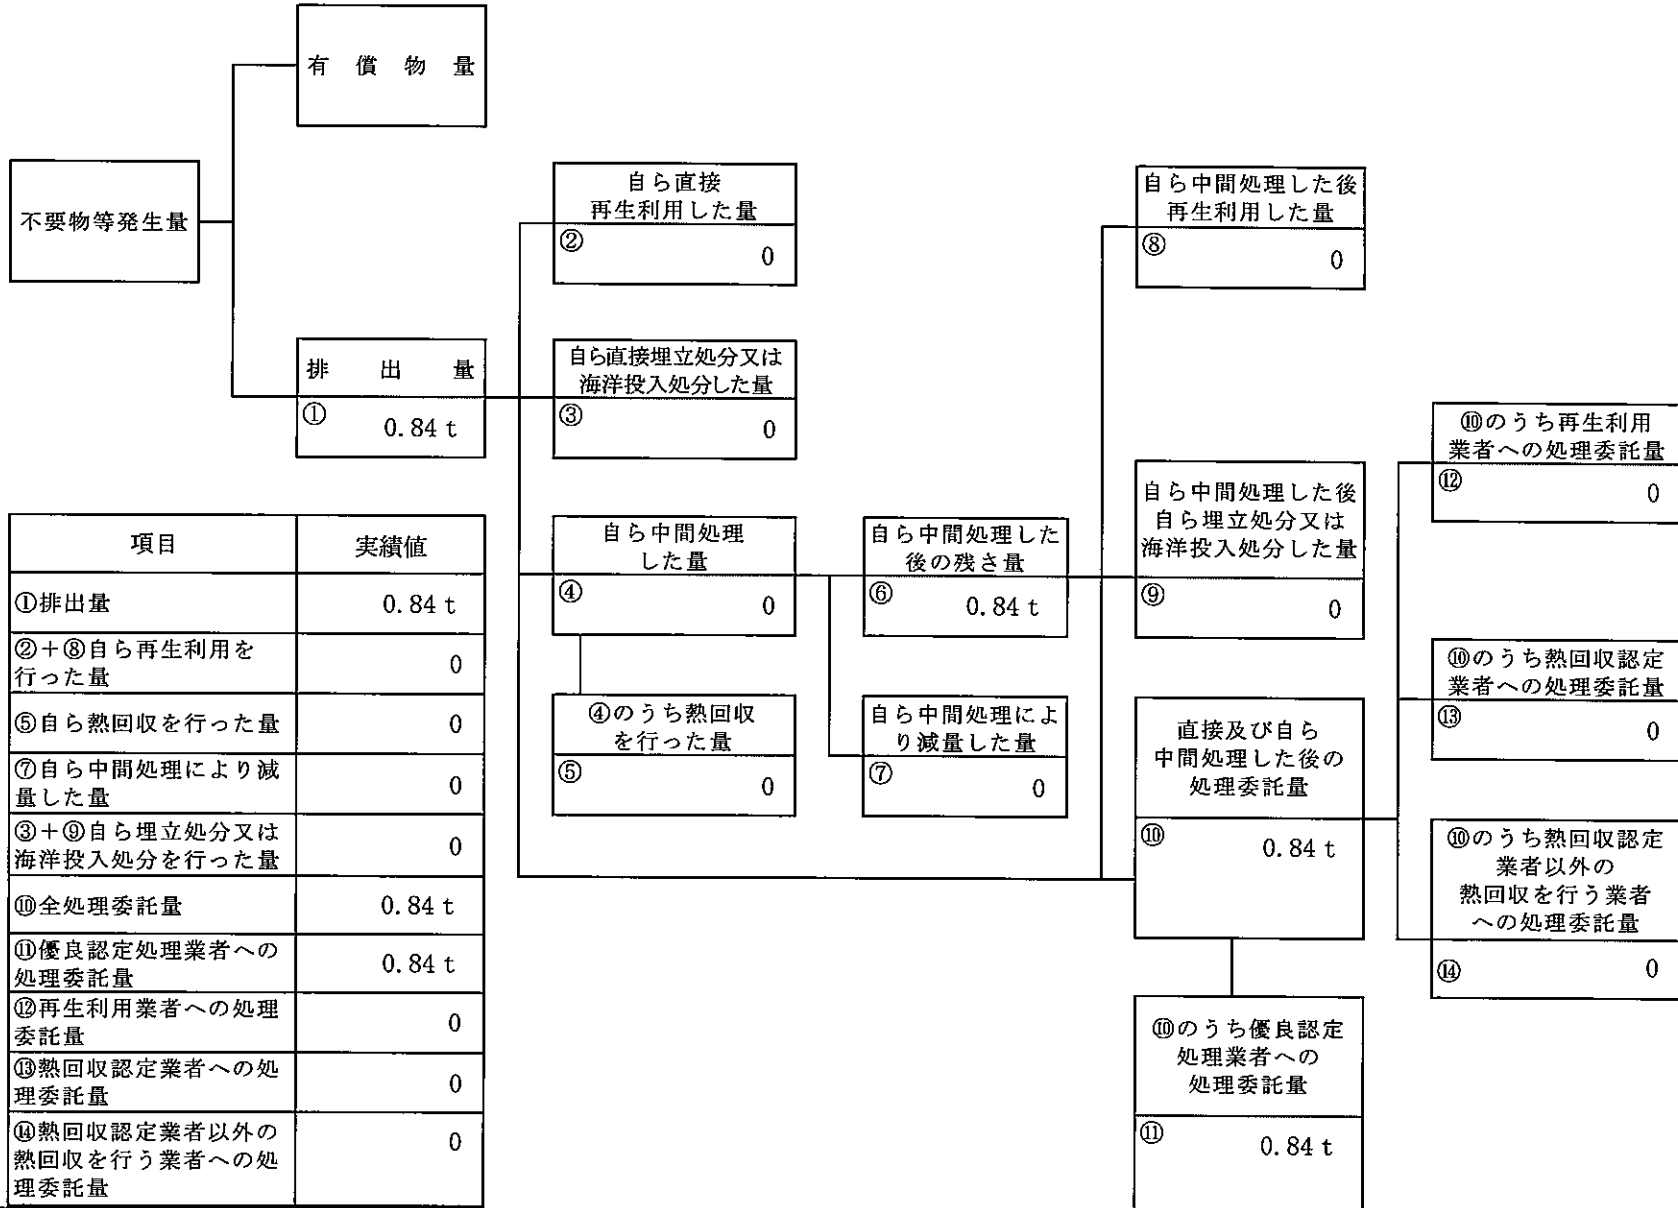 有償物量
不要物等発生量
排出量
① 0.84 t
自ら直接
再生利用した量
② 0
自ら直接埋立処分又は
海洋投入処分した量
③ 0
自ら中間処理
した量
④ 0
④のうち熱回収
を行った量
⑤ 0
自ら中間処理した
後の残さ量
⑥ 0.84 t
自ら中間処理によ
り減量した量
⑦ 0
自ら中間処理した後
再生利用した量
⑧ 0
自ら中間処理した後
自ら埋立処分又は
海洋投入処分した量
⑨ 0
直接及び自ら
中間処理した後の
処理委託量
⑩ 0.84 t
⑩のうち優良認定
処理業者への
処理委託量
⑪ 0.84 t
⑩のうち再生利用
業者への処理委託量
⑫ 0
⑩のうち熱回収認定
業者への処理委託量
⑬ 0
⑩のうち熱回収認定
業者以外の
熱回収を行う業者
への処理委託量
⑭ 0
項目 実績値
①排出量 0.84 t
②+⑧自ら再生利用を
行った量 0
⑤自ら熱回収を行った量 0
⑦自ら中間処理により減
量した量 0
③+⑨自ら埋立処分又は
海洋投入処分を行った量 0
⑩全処理委託量 0.84 t
⑪優良認定処理業者への
処理委託量 0.84 t
⑫再生利用業者への処理
委託量 0
⑬熱回収認定業者への処
理委託量 0
⑭熱回収認定業者以外の 0
熱回収を行う業者への処
理委託量